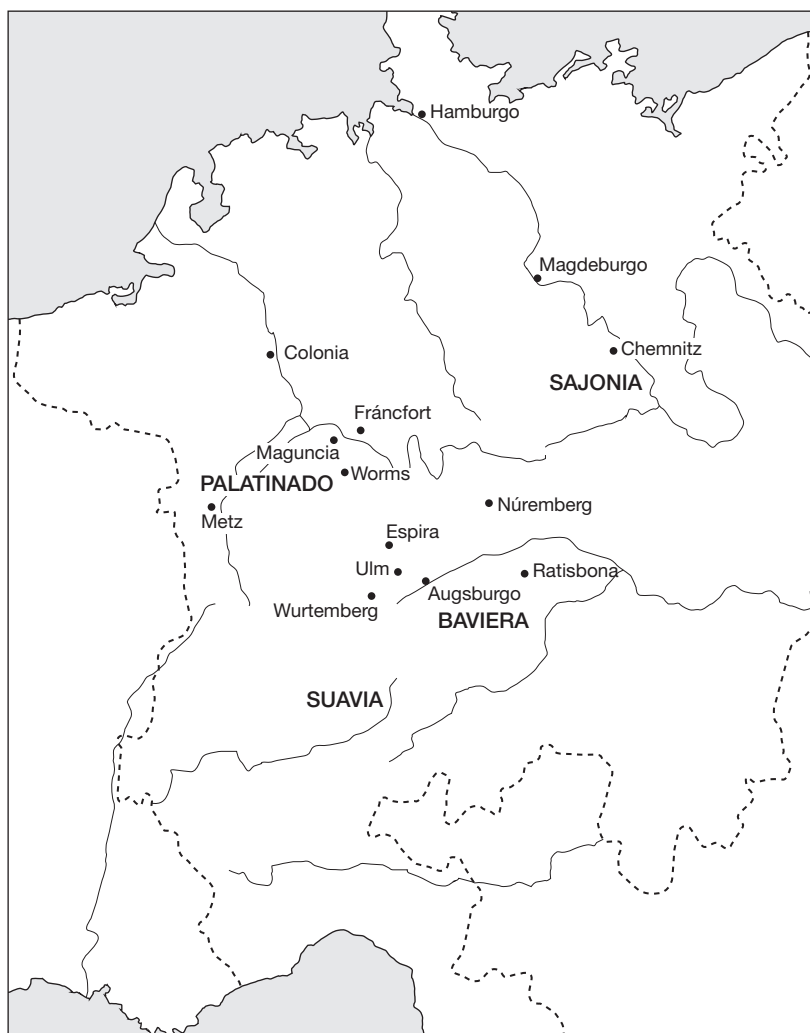 Hamburgo
Magdeburgo
Colonia
Chemnitz
SAJONIA
Fráncfort
Maguncia
Worms
PALATINADO
Metz
Núremberg
Espira
Ulm
Ratisbona
Augsburgo
Wurtemberg
BAVIERA
SUAVIA